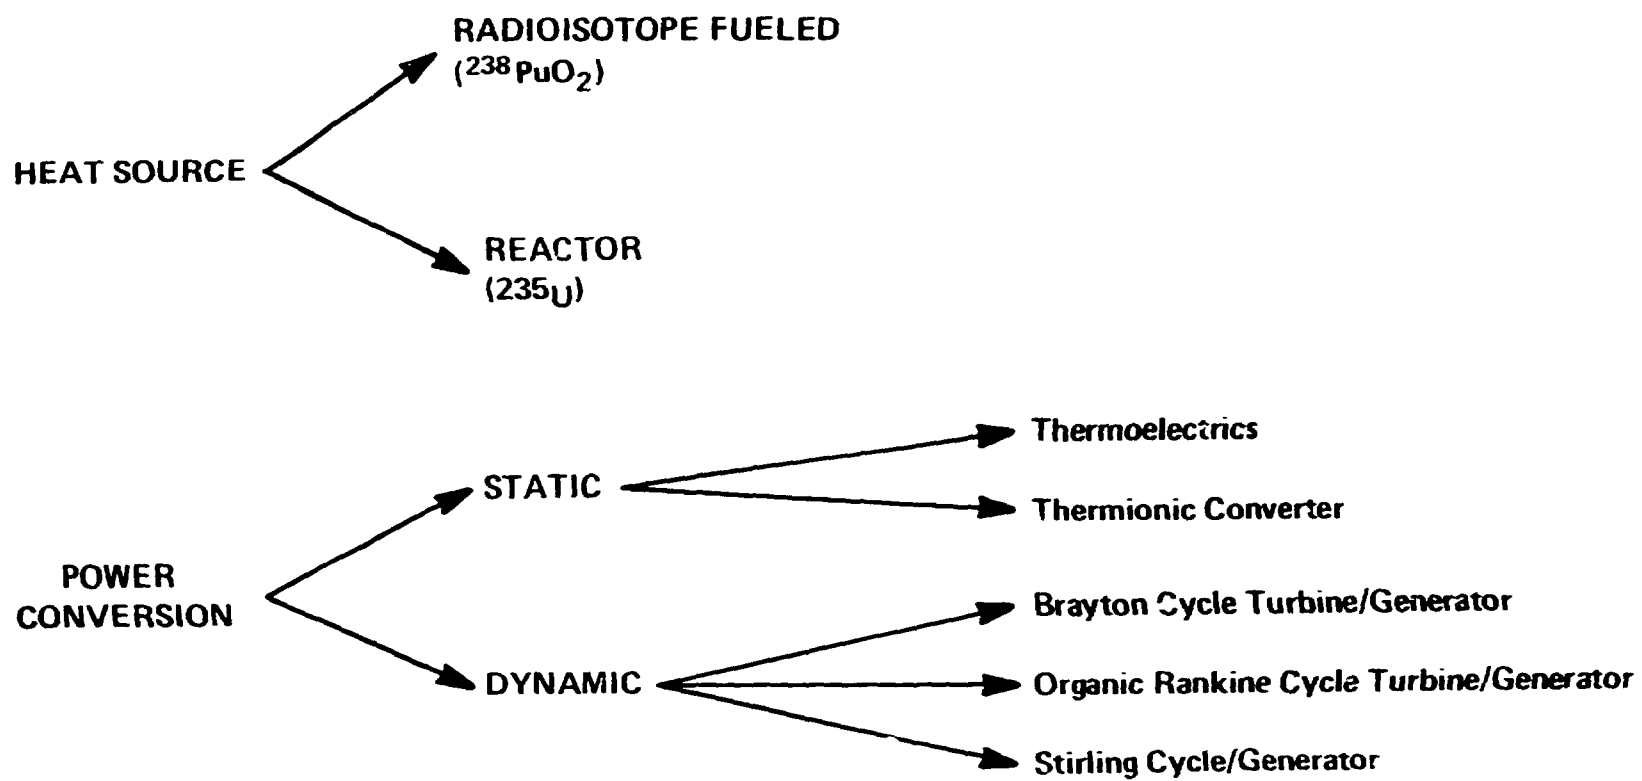 RADIOISOTOPE FUELED
(²³⁸PuO₂)
HEAT SOURCE
REACTOR
(²³⁵U)
Thermoelectrics
STATIC
Thermionic Converter
POWER
CONVERSION
Brayton Cycle Turbine/Generator
DYNAMIC
Organic Rankine Cycle Turbine/Generator
Stirling Cycle/Generator